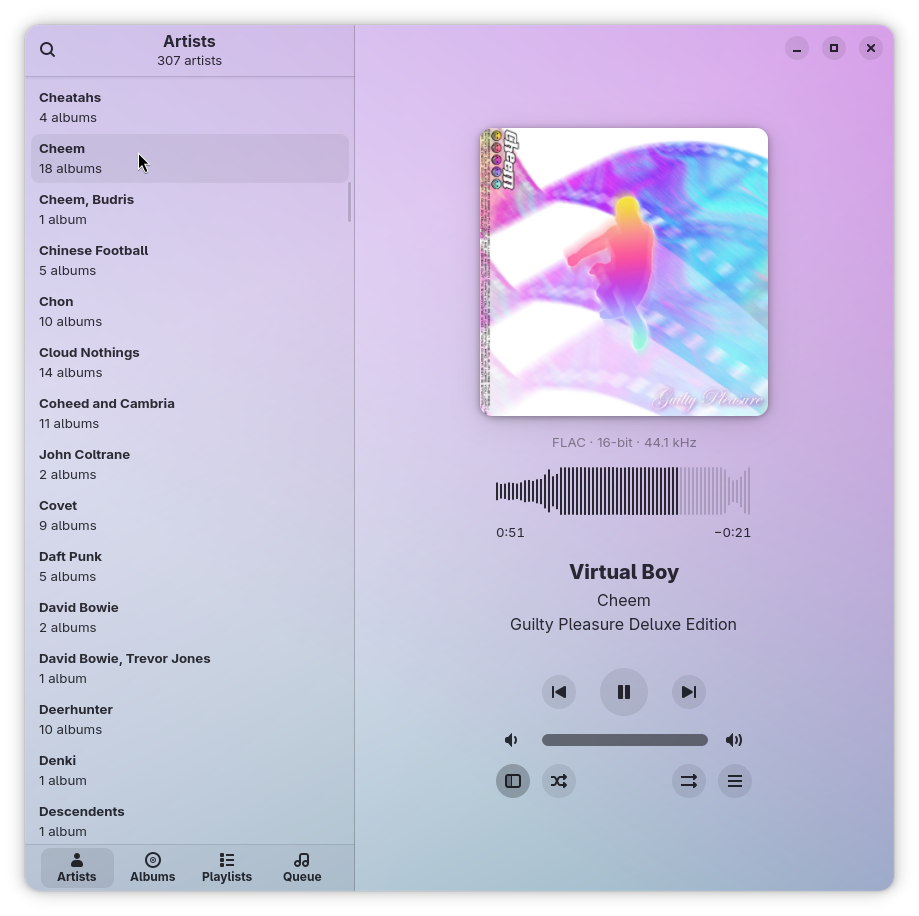 Artists
307 artists
Cheatahs
4 albums
Cheem
18 albums
Cheem, Budris
1 album
Chinese Football
5 albums
Chon
10 albums
Cloud Nothings
14 albums
Coheed and Cambria
11 albums
John Coltrane
2 albums
Covet
9 albums
Daft Punk
5 albums
David Bowie
2 albums
David Bowie, Trevor Jones
1 album
Deerhunter
10 albums
Denki
1 album
Descendents
1 album
Artists
Albums
Playlists
Queue
cheem
Guilty Pleasure
FLAC · 16-bit · 44.1 kHz
0:51
−0:21
Virtual Boy
Cheem
Guilty Pleasure Deluxe Edition